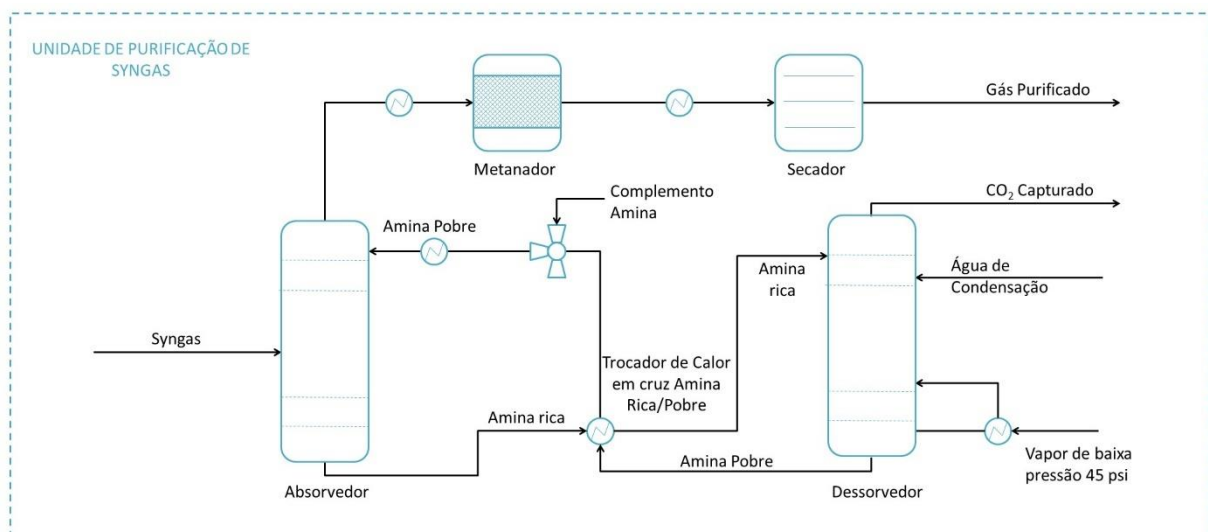 UNIDADE DE PURIFICAÇÃO DE
SYNGAS
Gás Purificado
Metanador
Secador
Complemento
Amina
CO₂ Capturado
Amina Pobre
Amina
rica
Água de
Condensação
Syngas
Trocador de Calor
em cruz Amina
Rica/Pobre
Amina rica
Amina Pobre
Vapor de baixa
pressão 45 psi
Absorvedor
Dessorvedor